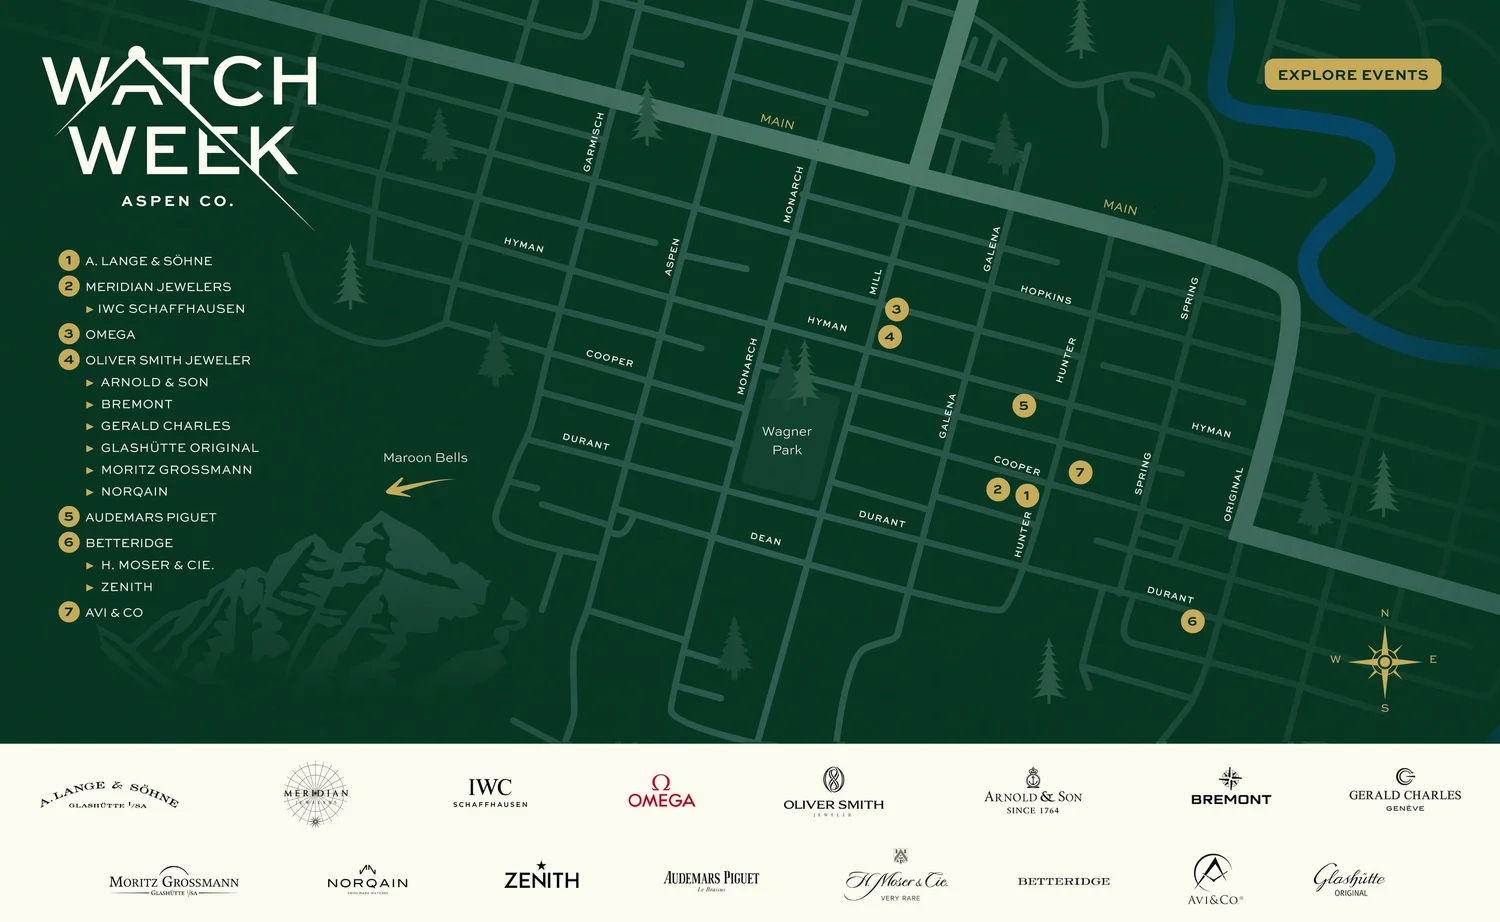 WATCH
WEEK
ASPEN CO.
EXPLORE EVENTS
1 A. LANGE & SÖHNE
2 MERIDIAN JEWELERS
▶ IWC SCHAFFHAUSEN
3 OMEGA
4 OLIVER SMITH JEWELER
▶ ARNOLD & SON
▶ BREMONT
▶ GERALD CHARLES
▶ GLASHÜTTE ORIGINAL
▶ MORITZ GROSSMANN
▶ NORQAIN
5 AUDEMARS PIGUET
6 BETTERIDGE
▶ H. MOSER & CIE.
▶ ZENITH
7 AVI & CO
MAIN
GARMISCH
MONARCH
MAIN
HYMAN
ASPEN
GALENA
MILL
HOPKINS
SPRING
3
HYMAN
4
COOPER
MONARCH
HUNTER
5
GALENA
Wagner
Park
HYMAN
DURANT
Maroon Bells
COOPER
7
SPRING
ORIGINAL
2
1
DURANT
HUNTER
DEAN
DURANT
6
N
W
E
S
A. LANGE & SÖHNE
GLASHÜTTE I/SA
MERIDIAN
JEWELERS
IWC
SCHAFFHAUSEN
Ω
OMEGA
OLIVER SMITH
JEWELER
ARNOLD & SON
SINCE 1764
BREMONT
GERALD CHARLES
GENÈVE
MORITZ GROSSMANN
GLASHÜTTE I/SA
NORQAIN
ZENITH
AUDEMARS PIGUET
Le Brassus
H. Moser & Cie.
VERY RARE
BETTERIDGE
AVI & CO.
Glashütte
ORIGINAL